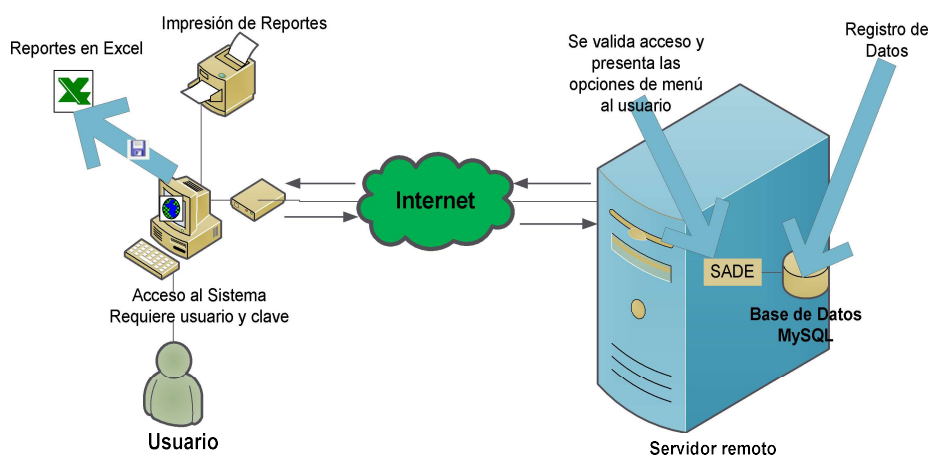 Impresión de Reportes
Reportes en Excel
Se valida acceso y
presenta las
opciones de menú
al usuario
Registro de
Datos
Internet
SADE
Acceso al Sistema
Requiere usuario y clave
Base de Datos
MySQL
Usuario
Servidor remoto